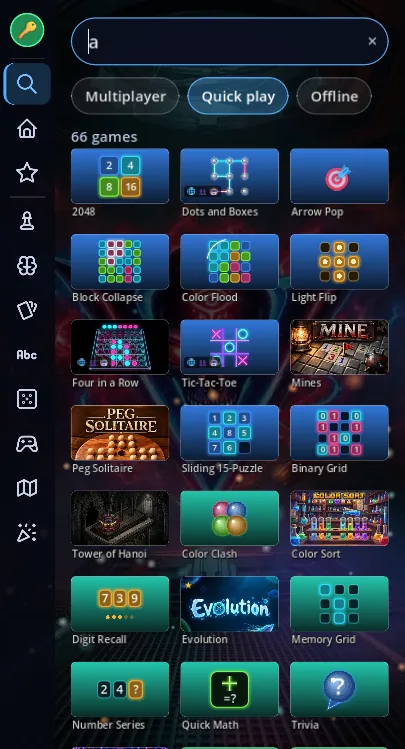 a
×
Multiplayer
Quick play
Offline
66 games
2 4
8 16
2048
Dots and Boxes
Arrow Pop
Block Collapse
Color Flood
Light Flip
Abc
Four in a Row
Tic-Tac-Toe
MINE
Mines
PEG
SOLITAIRE
Peg Solitaire
1 2 3
4 8 5
7 6
Sliding 15-Puzzle
0 1 0
1 1
1 0
0 1
Binary Grid
Tower of Hanoi
Color Clash
COLOR SORT
Color Sort
7 3 9
Digit Recall
Evolution
Evolution
Memory Grid
2 4 ?
Number Series
+
=?
Quick Math
?
Trivia